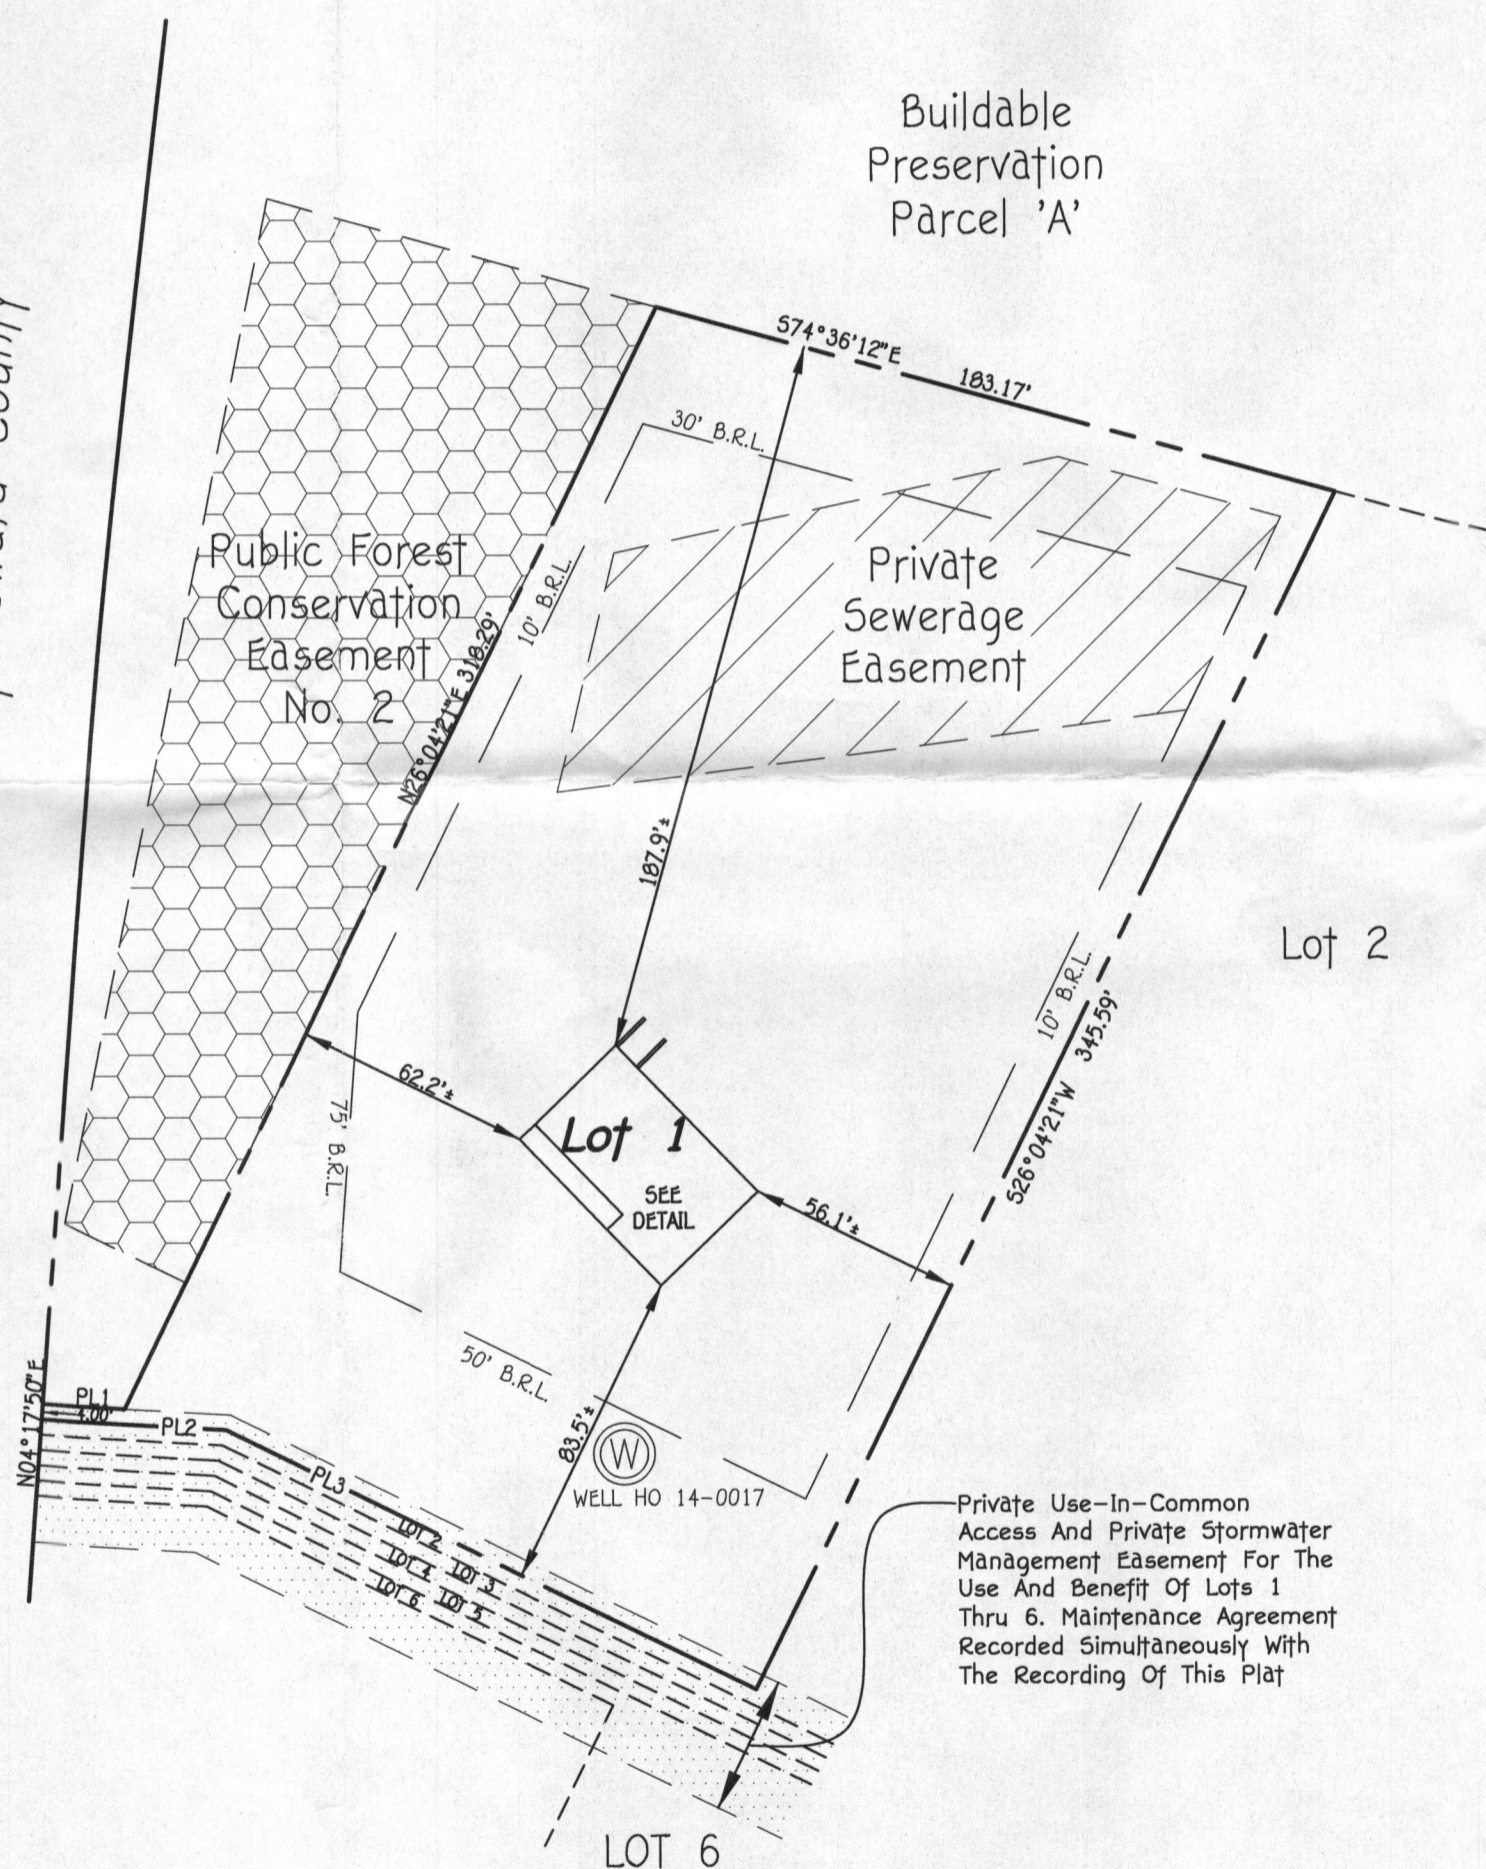 Buildable
Preservation
Parcel 'A'
County
S74°36'12"E
183.17'
30' B.R.L.
Public Forest
Conservation
Easement
No. 2
10' B.R.L.
N26°04'21"E 318.29'
Private
Sewerage
Easement
187.9'±
Lot 2
10' B.R.L.
S26°04'21"W 345.59'
62.2'±
75' B.R.L.
Lot 1
SEE
DETAIL
56.1'±
50' B.R.L.
83.5'±
W
WELL HO 14-0017
N04°17'50"E
PL1
4.00'
PL2
PL3
LOT 2
LOT 3
LOT 4
LOT 5
LOT 6
Private Use-In-Common
Access And Private Stormwater
Management Easement For The
Use And Benefit Of Lots 1
Thru 6. Maintenance Agreement
Recorded Simultaneously With
The Recording Of This Plat
LOT 6